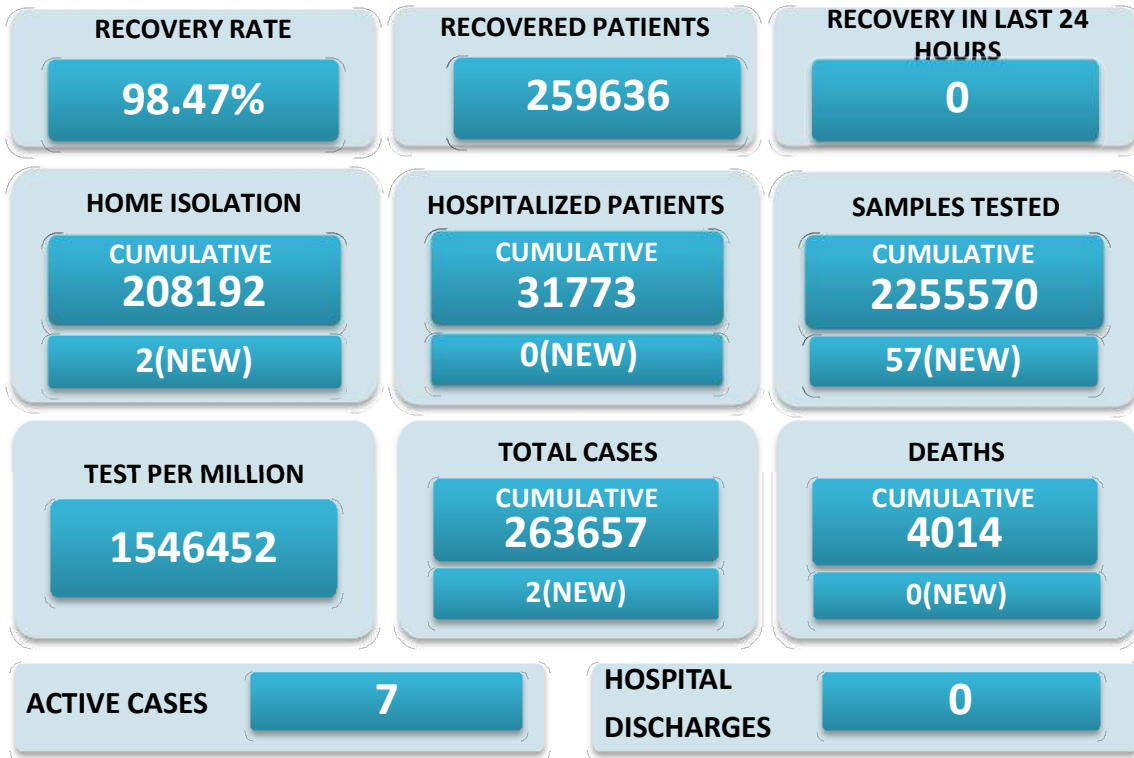 RECOVERY RATE
98.47%
RECOVERED PATIENTS
259636
RECOVERY IN LAST 24
HOURS
0
HOME ISOLATION
CUMULATIVE
208192
2(NEW)
HOSPITALIZED PATIENTS
CUMULATIVE
31773
0(NEW)
SAMPLES TESTED
CUMULATIVE
2255570
57(NEW)
TEST PER MILLION
1546452
TOTAL CASES
CUMULATIVE
263657
2(NEW)
DEATHS
CUMULATIVE
4014
0(NEW)
ACTIVE CASES
7
HOSPITAL
DISCHARGES
0